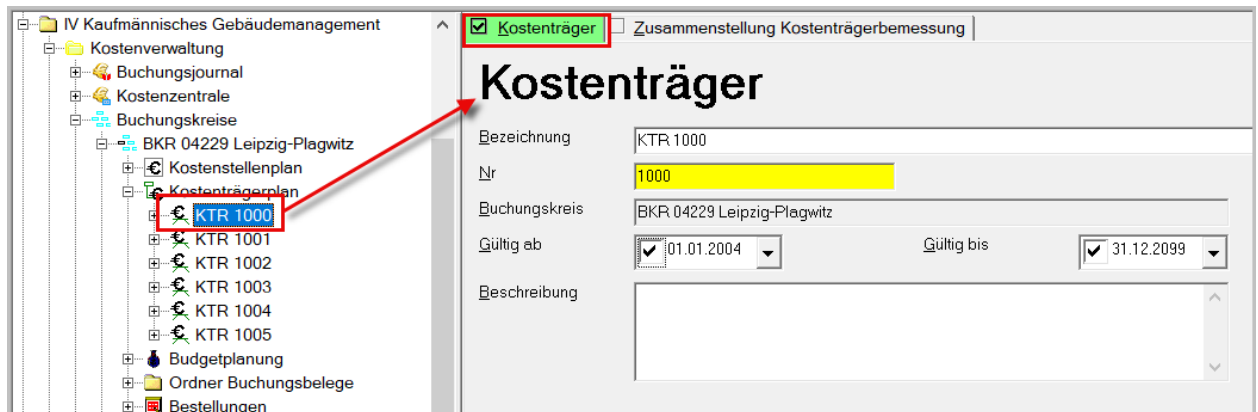 IV Kaufmännisches Gebäudemanagement
Kostenverwaltung
Buchungsjournal
Kostenzentrale
Buchungskreise
BKR 04229 Leipzig-Plagwitz
Kostenstellenplan
Kostenträgerplan
KTR 1000
KTR 1001
KTR 1002
KTR 1003
KTR 1004
KTR 1005
Budgetplanung
Ordner Buchungsbelege
Bestellungen
Kostenträger Zusammenstellung Kostenträgerbemessung
Kostenträger
Bezeichnung KTR 1000
Nr 1000
Buchungskreis BKR 04229 Leipzig-Plagwitz
Gültig ab 01.01.2004 Gültig bis 31.12.2099
Beschreibung